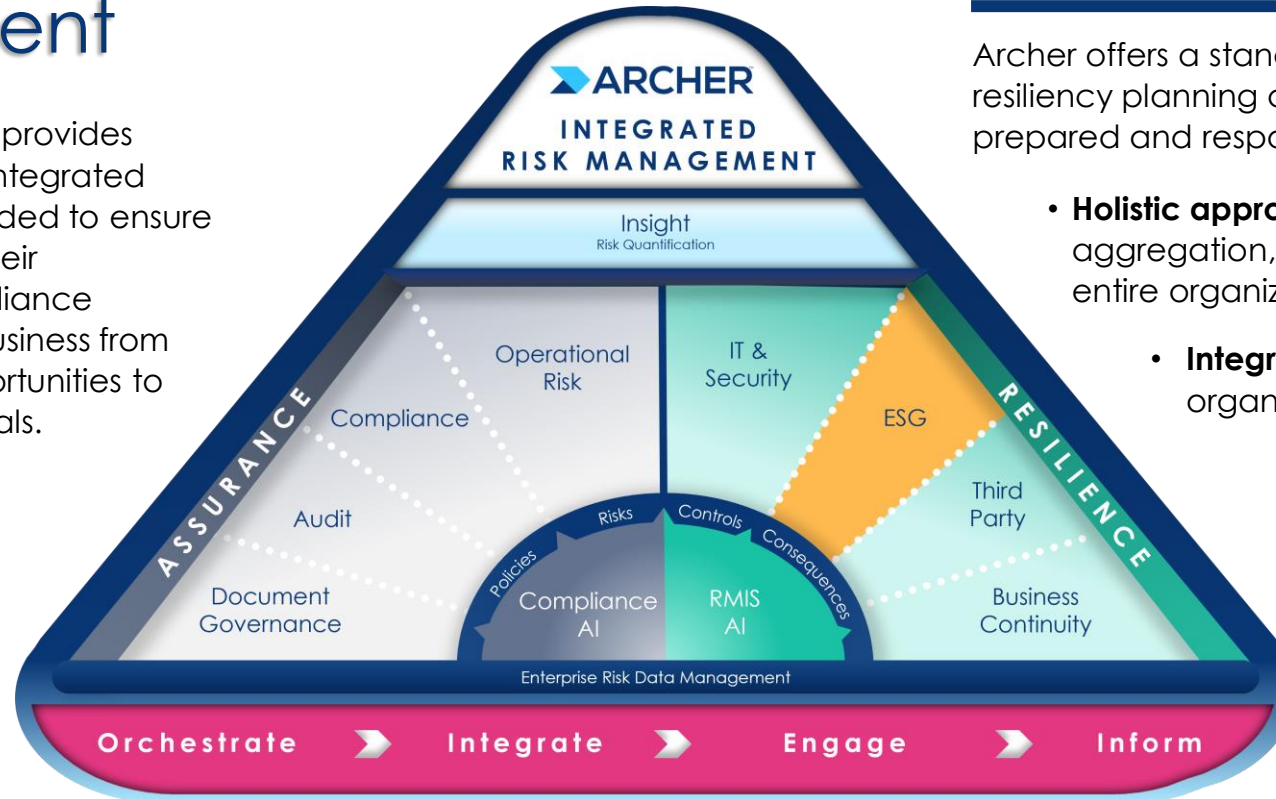 ent
provides
ntegrated
ded to ensure
eir
liance
usiness from
ortunities to
als.
ARCHER
INTEGRATED
RISK MANAGEMENT
Insight
Risk Quantification
Archer offers a stan
resiliency planning
prepared and respo
• Holistic appro
aggregation,
entire organiz
• Integr
organ
ASSURANCE
Operational
Risk
Compliance
Audit
Document
Governance
IT &
Security
ESG
Third
Party
Business
Continuity
RESILIENCE
Policies
Risks
Controls
Consequences
Compliance
AI
RMIS
AI
Enterprise Risk Data Management
Orchestrate
Integrate
Engage
Inform